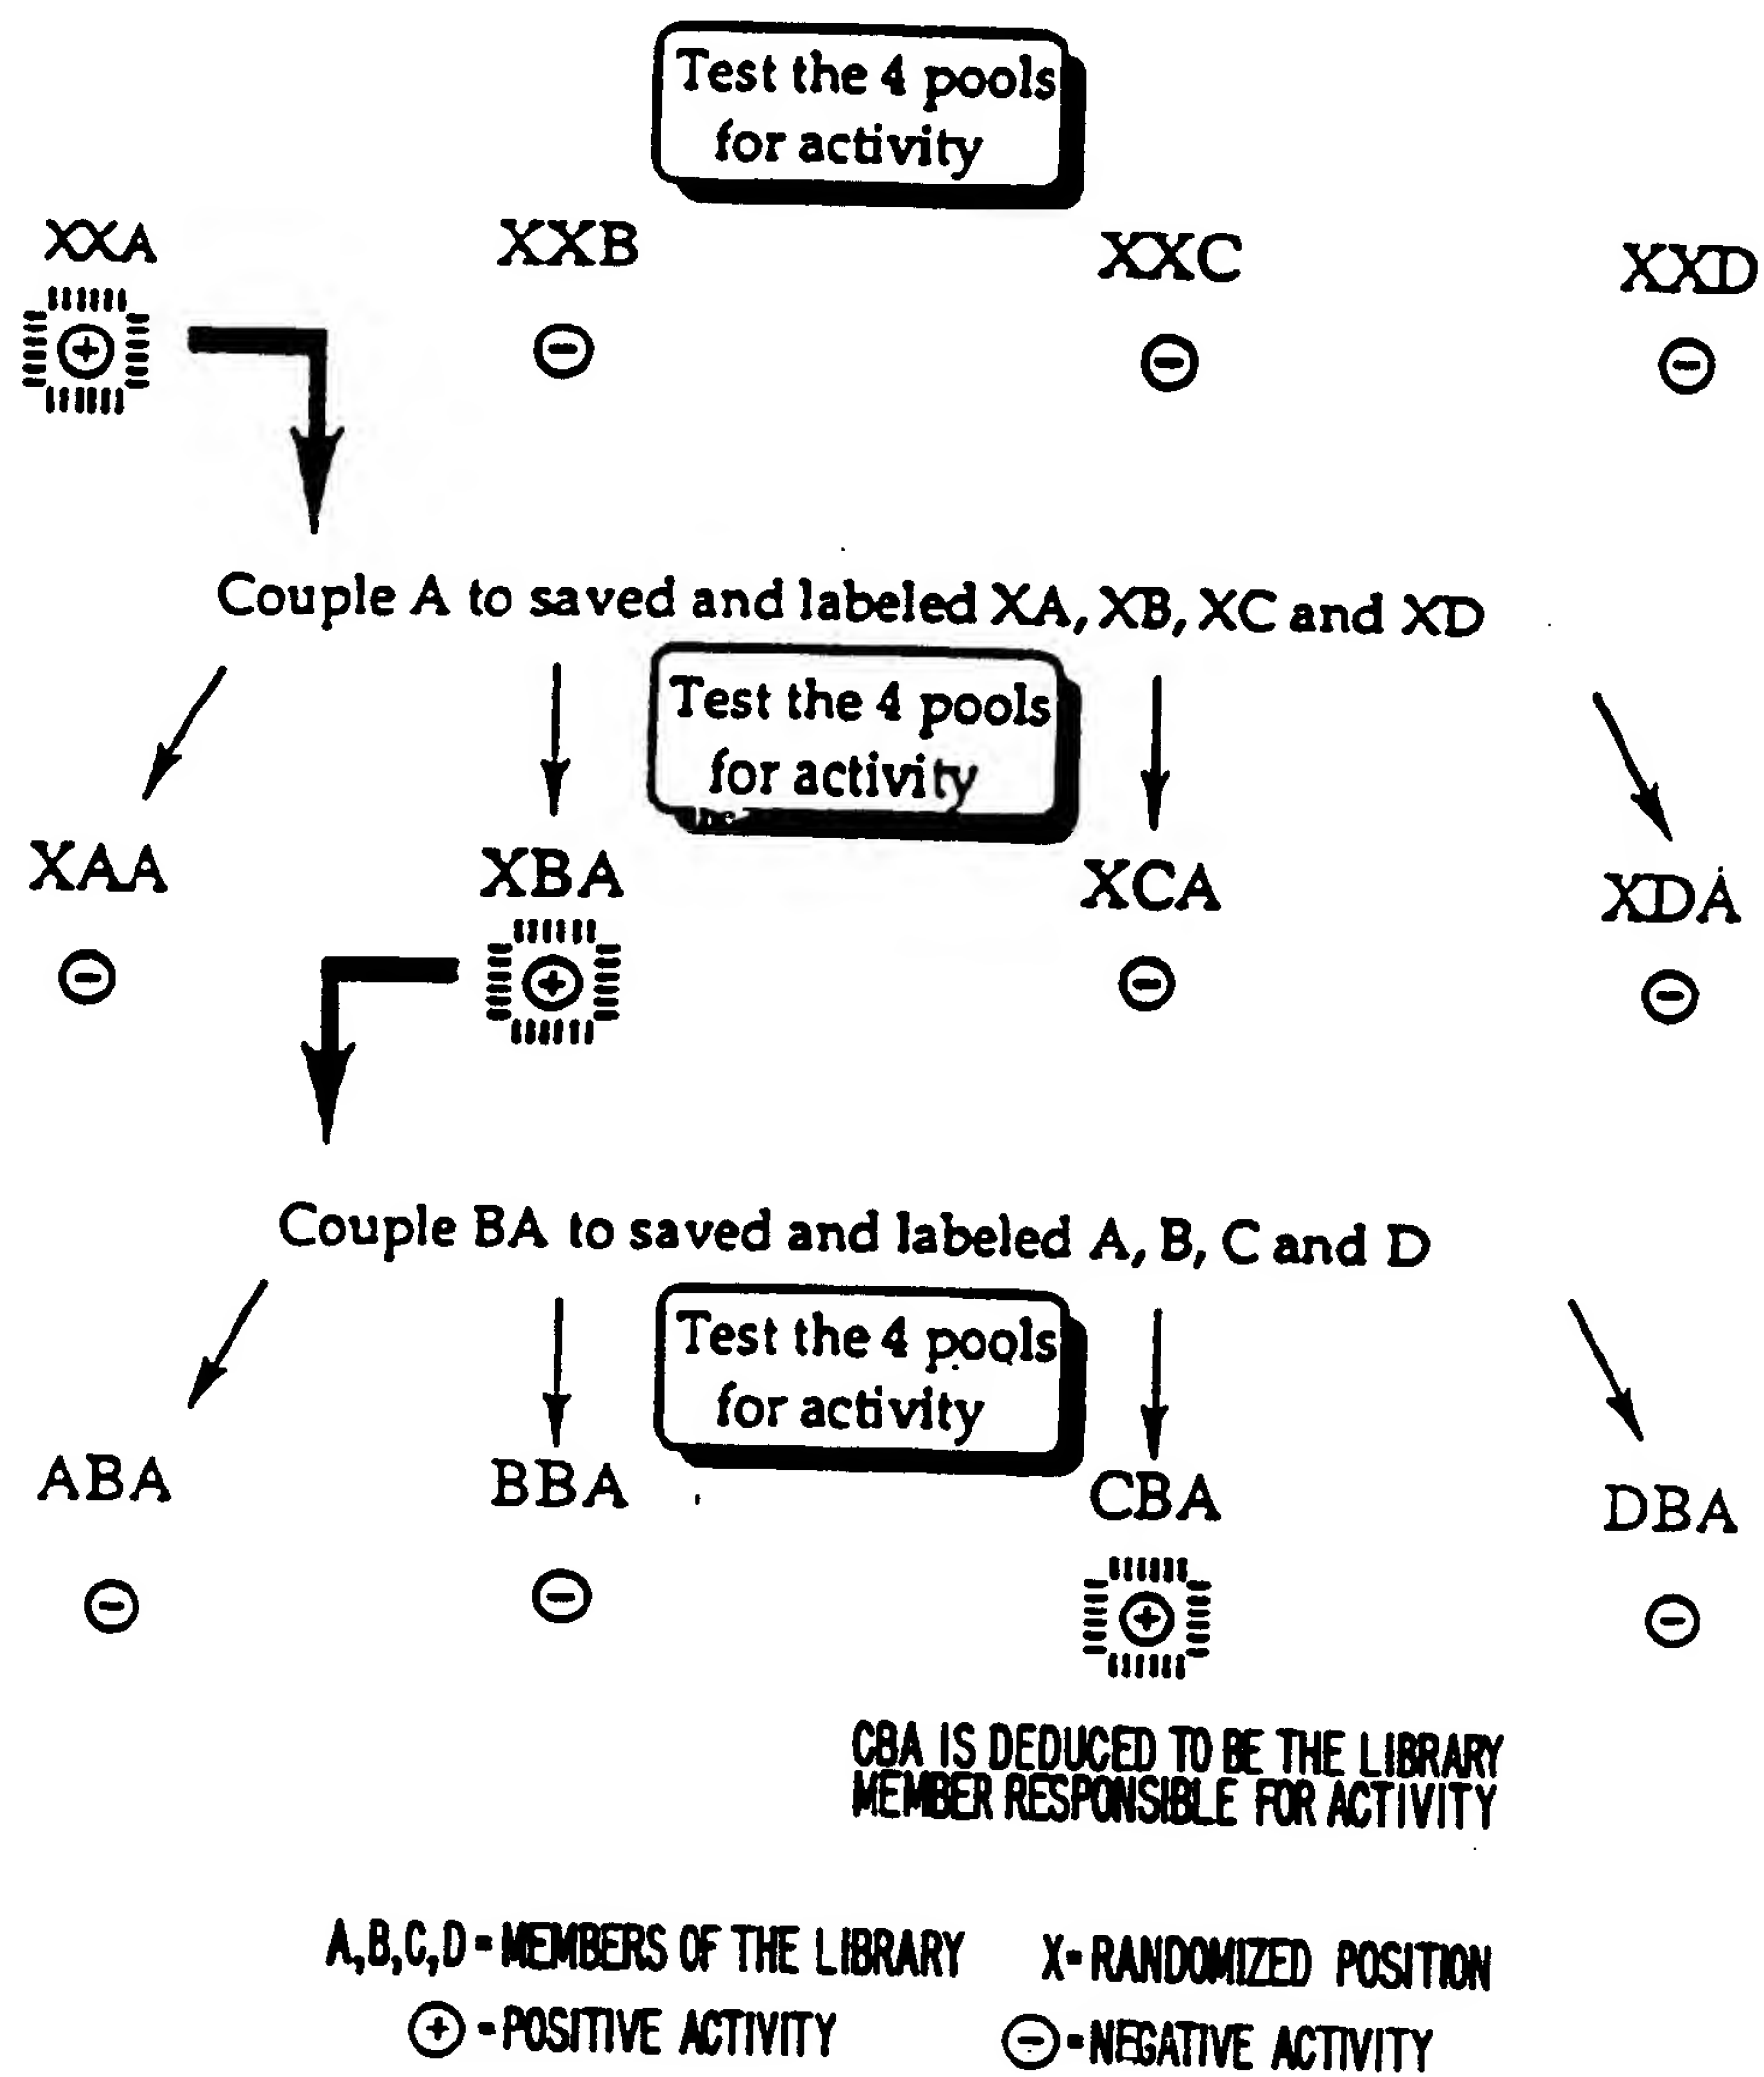 Test the 4 pools
for activity
XXA XXB XXC XXD
+ - - -
Couple A to saved and labeled XA, XB, XC and XD
Test the 4 pools
for activity
XAA XBA XCA XDA
- + - -
Couple BA to saved and labeled A, B, C and D
Test the 4 pools
for activity
ABA BBA CBA DBA
- - + -
CBA IS DEDUCED TO BE THE LIBRARY
MEMBER RESPONSIBLE FOR ACTIVITY
A,B,C,D = MEMBERS OF THE LIBRARY X= RANDOMIZED POSITION
+ = POSITIVE ACTIVITY - = NEGATIVE ACTIVITY